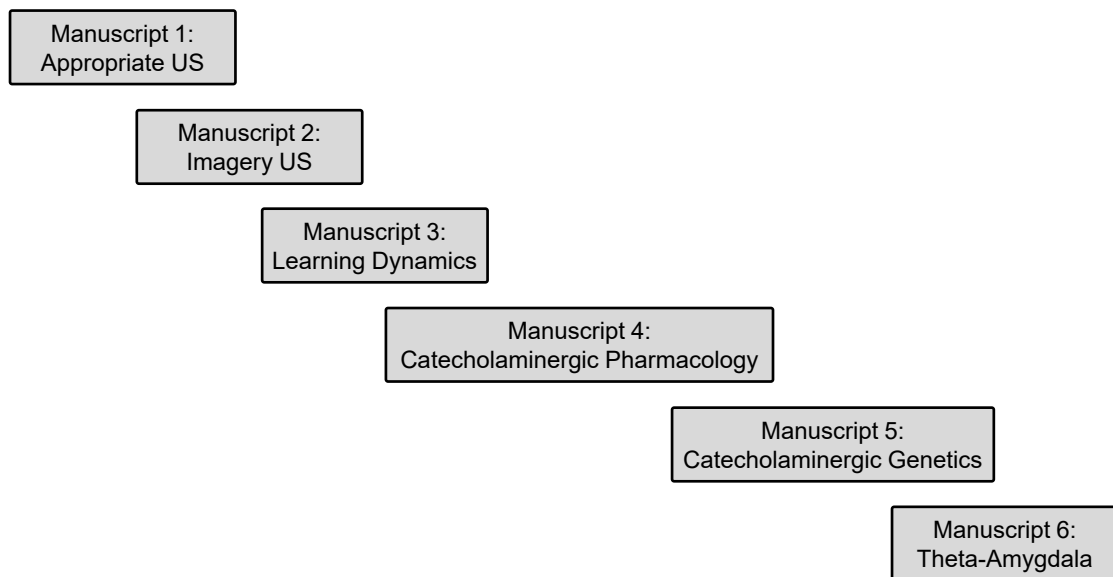 Manuscript 1:
Appropriate US
Manuscript 2:
Imagery US
Manuscript 3:
Learning Dynamics
Manuscript 4:
Catecholaminergic Pharmacology
Manuscript 5:
Catecholaminergic Genetics
Manuscript 6:
Theta-Amygdala